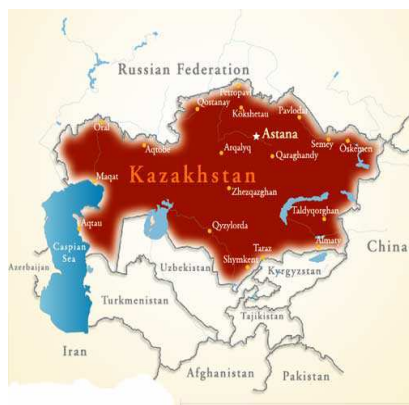 Russian Federation
Petropavl
Qostanay
Kökshetau
Pavlodar
Oral
Astana
Aqtobe
Arqalyq
Semey
Öskemen
Qaraghandy
Kazakhstan
Maqat
Zhezqazghan
Taldyqorghan
Aqtau
Qyzylorda
Almaty
China
Caspian
Sea
Taraz
Shymkent
Azerbaijan
Uzbekistan
Kyrgyzstan
Turkmenistan
Tajikistan
Iran
Afghanistan
Pakistan